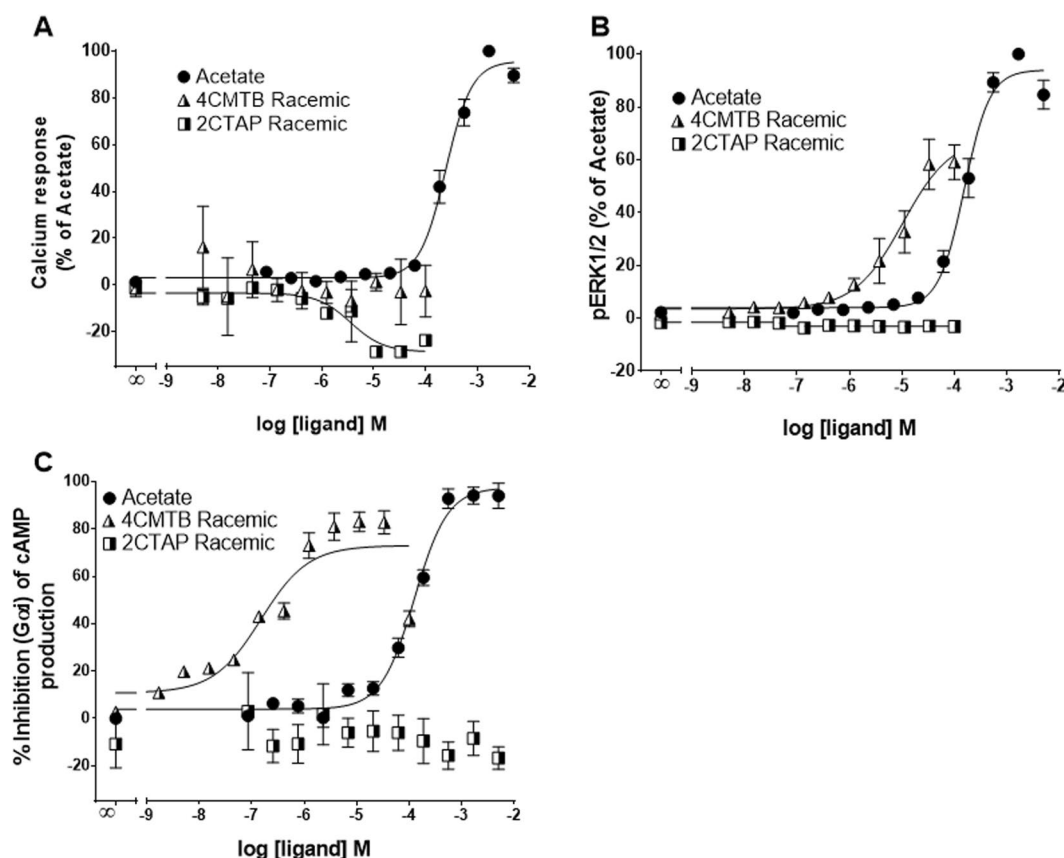 A
Calcium response
(% of Acetate)
100
80
60
40
20
0
-20
Acetate
4CMTB Racemic
2CTAP Racemic
∞
-9 -8 -7 -6 -5 -4 -3 -2
log [ligand] M
B
pERK1/2 (% of Acetate)
100
80
60
40
20
0
-20
Acetate
4CMTB Racemic
2CTAP Racemic
∞
-9 -8 -7 -6 -5 -4 -3 -2
log [ligand] M
C
% Inhibition (Gαi) of cAMP
production
100
80
60
40
20
0
-20
Acetate
4CMTB Racemic
2CTAP Racemic
∞
-9 -8 -7 -6 -5 -4 -3 -2
log [ligand] M